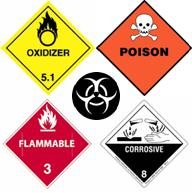 OXIDIZER
5.1
POISON
FLAMMABLE
3
CORROSIVE
8